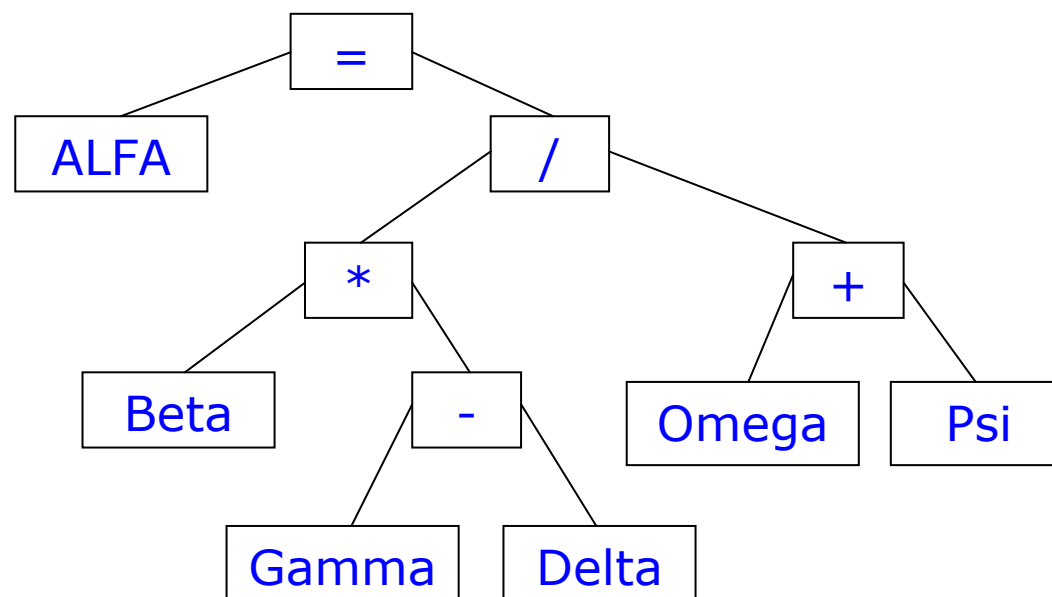 =
ALFA
/
*
+
Beta
-
Omega
Psi
Gamma
Delta